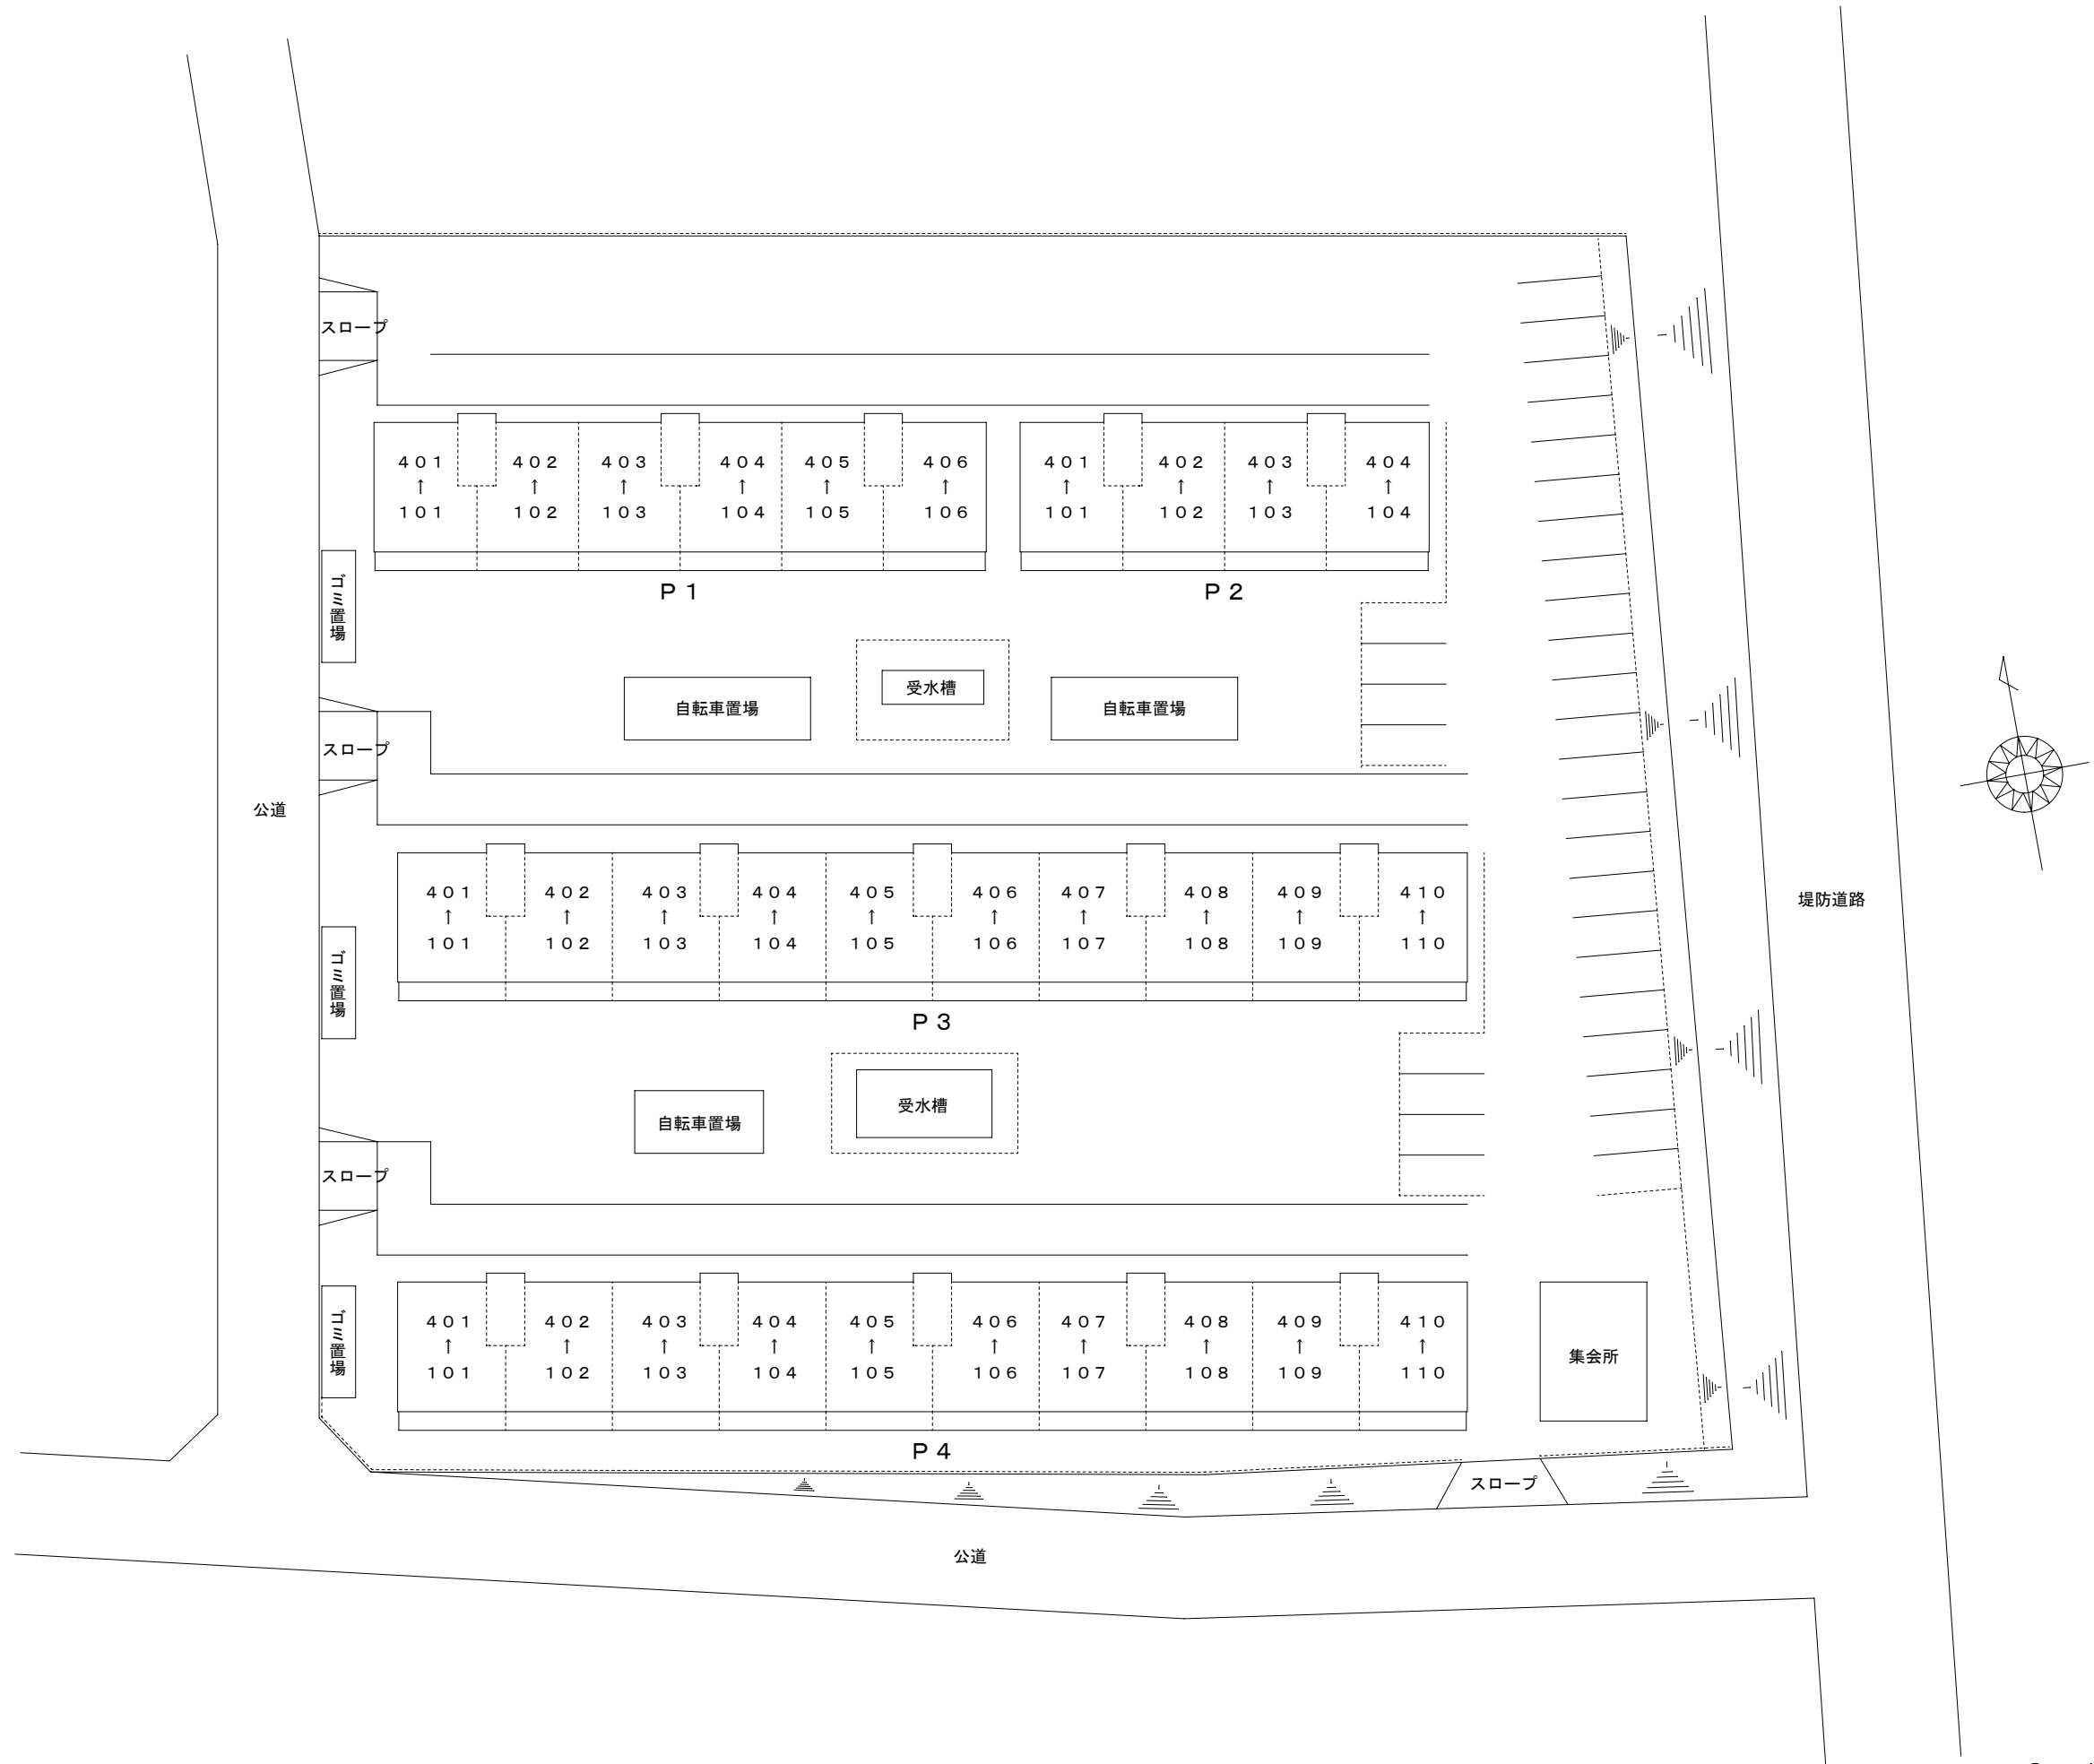 スロープ
４０１ ４０２ ４０３ ４０４ ４０５ ４０６ ４０１ ４０２ ４０３ ４０４
↑ ↑ ↑ ↑ ↑ ↑ ↑ ↑ ↑ ↑
１０１ １０２ １０３ １０４ １０５ １０６ １０１ １０２ １０３ １０４
Ｐ１ Ｐ２
ゴミ置場
受水槽
自転車置場 自転車置場
スロープ
公道
４０１ ４０２ ４０３ ４０４ ４０５ ４０６ ４０７ ４０８ ４０９ ４１０
↑ ↑ ↑ ↑ ↑ ↑ ↑ ↑ ↑ ↑
１０１ １０２ １０３ １０４ １０５ １０６ １０７ １０８ １０９ １１０
堤防道路
ゴミ置場
Ｐ３
受水槽
自転車置場
スロープ
４０１ ４０２ ４０３ ４０４ ４０５ ４０６ ４０７ ４０８ ４０９ ４１０
↑ ↑ ↑ ↑ ↑ ↑ ↑ ↑ ↑ ↑
１０１ １０２ １０３ １０４ １０５ １０６ １０７ １０８ １０９ １１０
ゴミ置場
集会所
Ｐ４
スロープ
公道